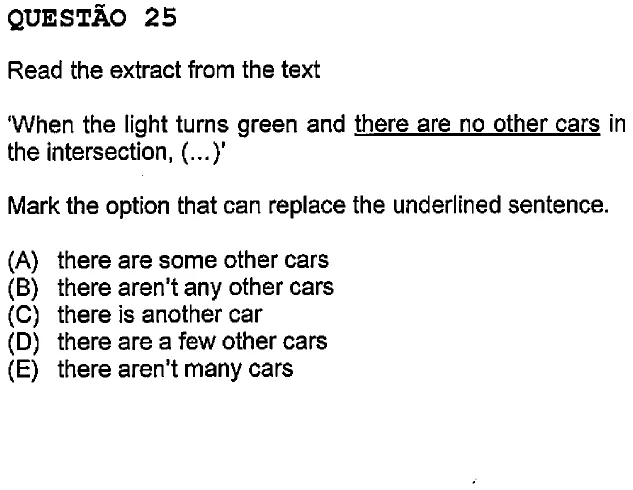 QUESTÃO 25
Read the extract from the text
'When the light turns green and there are no other cars in
the intersection, (...)'
Mark the option that can replace the underlined sentence.
(A) there are some other cars
(B) there aren't any other cars
(C) there is another car
(D) there are a few other cars
(E) there aren't many cars